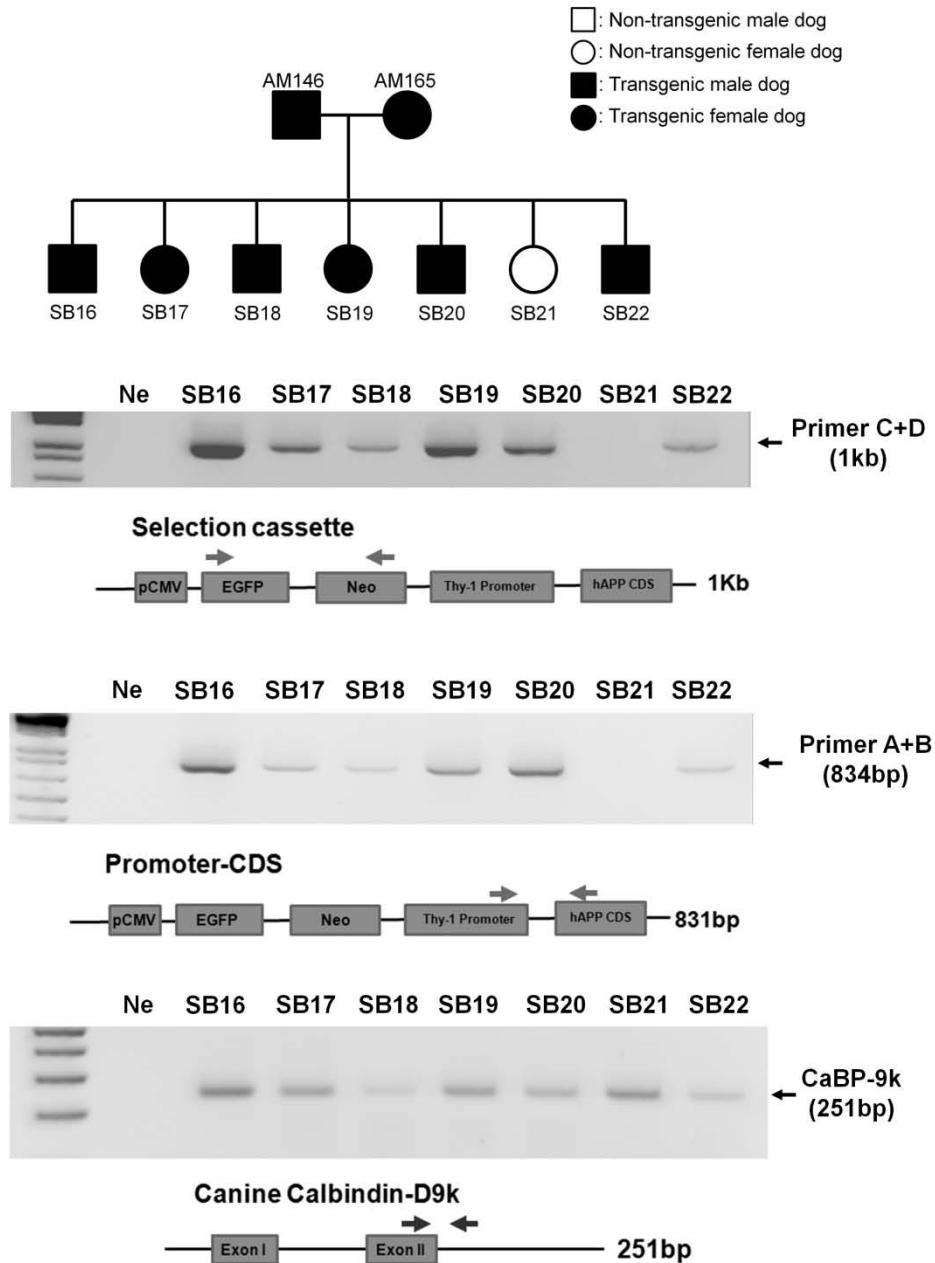 : Non-transgenic male dog
: Non-transgenic female dog
: Transgenic male dog
: Transgenic female dog
AM146 AM165
SB16 SB17 SB18 SB19 SB20 SB21 SB22
Ne SB16 SB17 SB18 SB19 SB20 SB21 SB22
Primer C+D
(1kb)
Selection cassette
pCMV EGFP Neo Thy-1 Promoter hAPP CDS 1Kb
Ne SB16 SB17 SB18 SB19 SB20 SB21 SB22
Primer A+B
(834bp)
Promoter-CDS
pCMV EGFP Neo Thy-1 Promoter hAPP CDS 831bp
Ne SB16 SB17 SB18 SB19 SB20 SB21 SB22
CaBP-9k
(251bp)
Canine Calbindin-D9k
Exon I Exon II 251bp